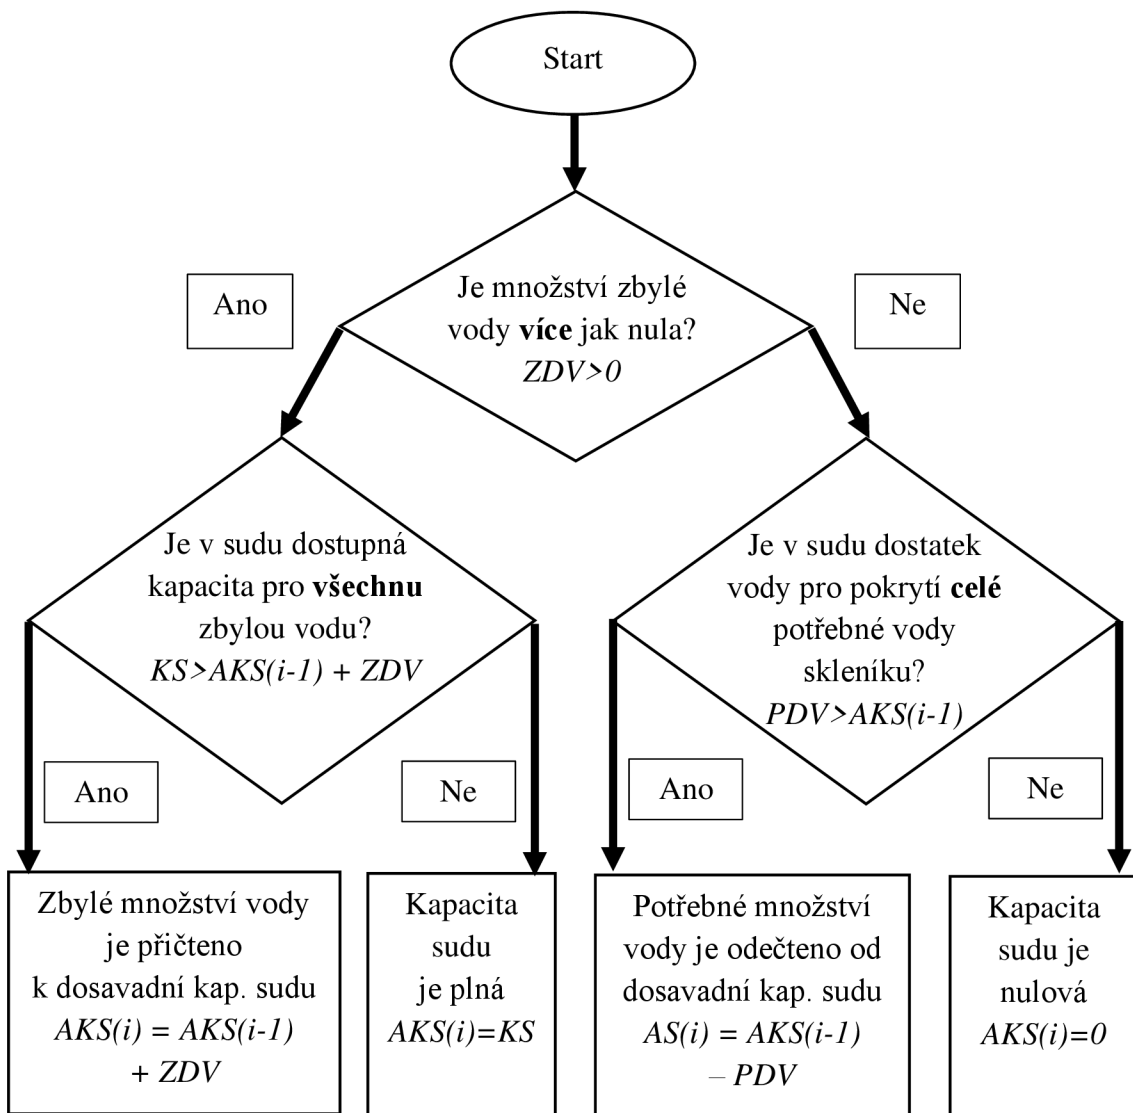 Start
Je množství zbylé
vody více jak nula?
ZDV>0
Ano
Ne
Je v sudu dostupná
kapacita pro všechnu
zbylou vodu?
KS>AKS(i-1) + ZDV
Je v sudu dostatek
vody pro pokrytí celé
potřebné vody
skleníku?
PDV>AKS(i-1)
Ano
Ne
Ano
Ne
Zbylé množství vody
je přičteno
k dosavadní kap. sudu
AKS(i) = AKS(i-1)
+ ZDV
Kapacita
sudu
je plná
AKS(i)=KS
Potřebné množství
vody je odečteno od
dosavadní kap. sudu
AS(i) = AKS(i-1)
– PDV
Kapacita
sudu je
nulová
AKS(i)=0